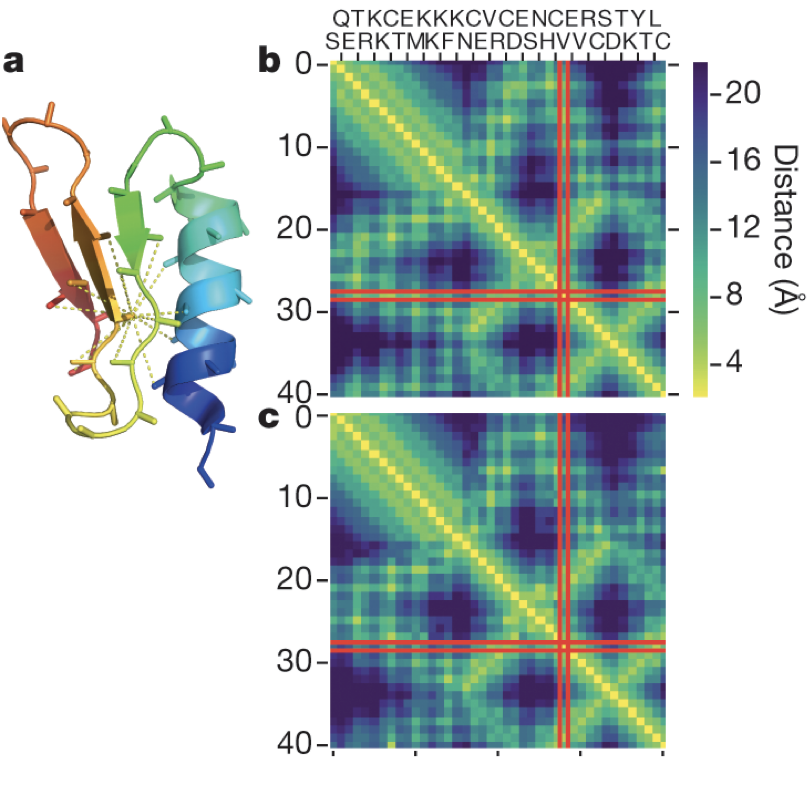 QTKCEKKKCVCENCERSTYL
SERKTMKFNERDSHVVCDKTC
a
b
0
10
20
30
40
20
16
12
8
4
Distance (Å)
c
0
10
20
30
40